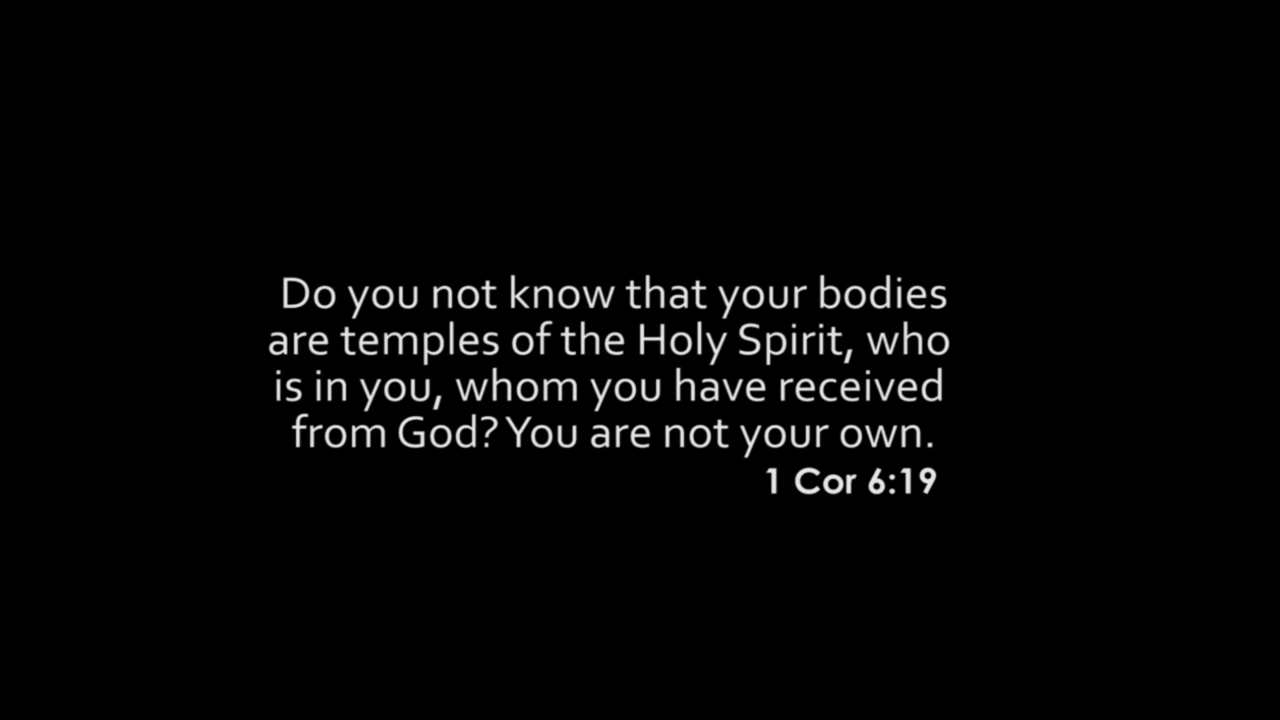 Do you not know that your bodies
are temples of the Holy Spirit, who
is in you, whom you have received
from God? You are not your own.
1 Cor 6:19